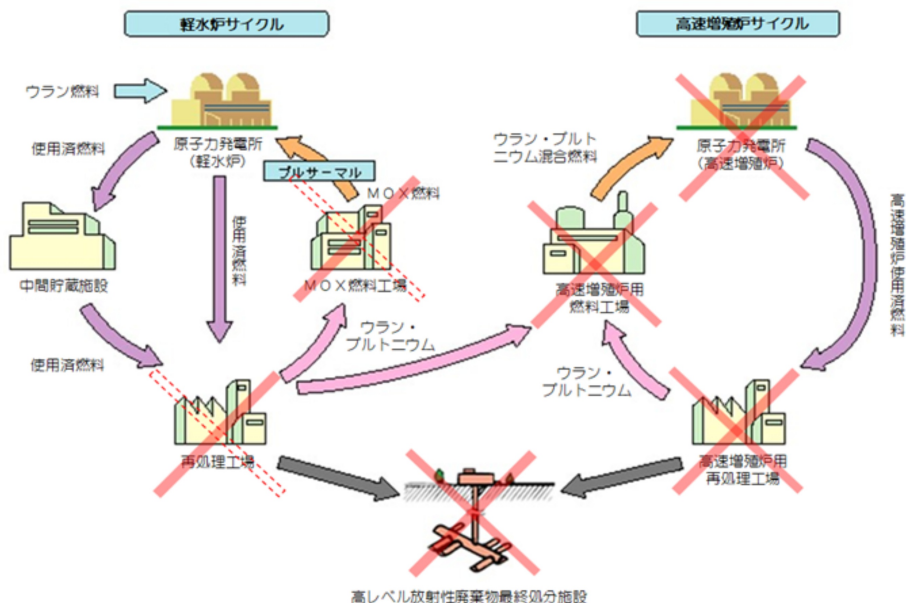 軽水炉サイクル
高速増殖炉サイクル
ウラン燃料
原子力発電所
（軽水炉）
使用済燃料
プルサーマル
MOX燃料
使用済燃料
中間貯蔵施設
MOX燃料工場
使用済燃料
ウラン・
プルトニウム
再処理工場
ウラン・プルト
ニウム混合燃料
原子力発電所
（高速増殖炉）
高速増殖炉使用済燃料
高速増殖炉用
燃料工場
ウラン・
プルトニウム
高速増殖炉用
再処理工場
高レベル放射性廃棄物最終処分施設